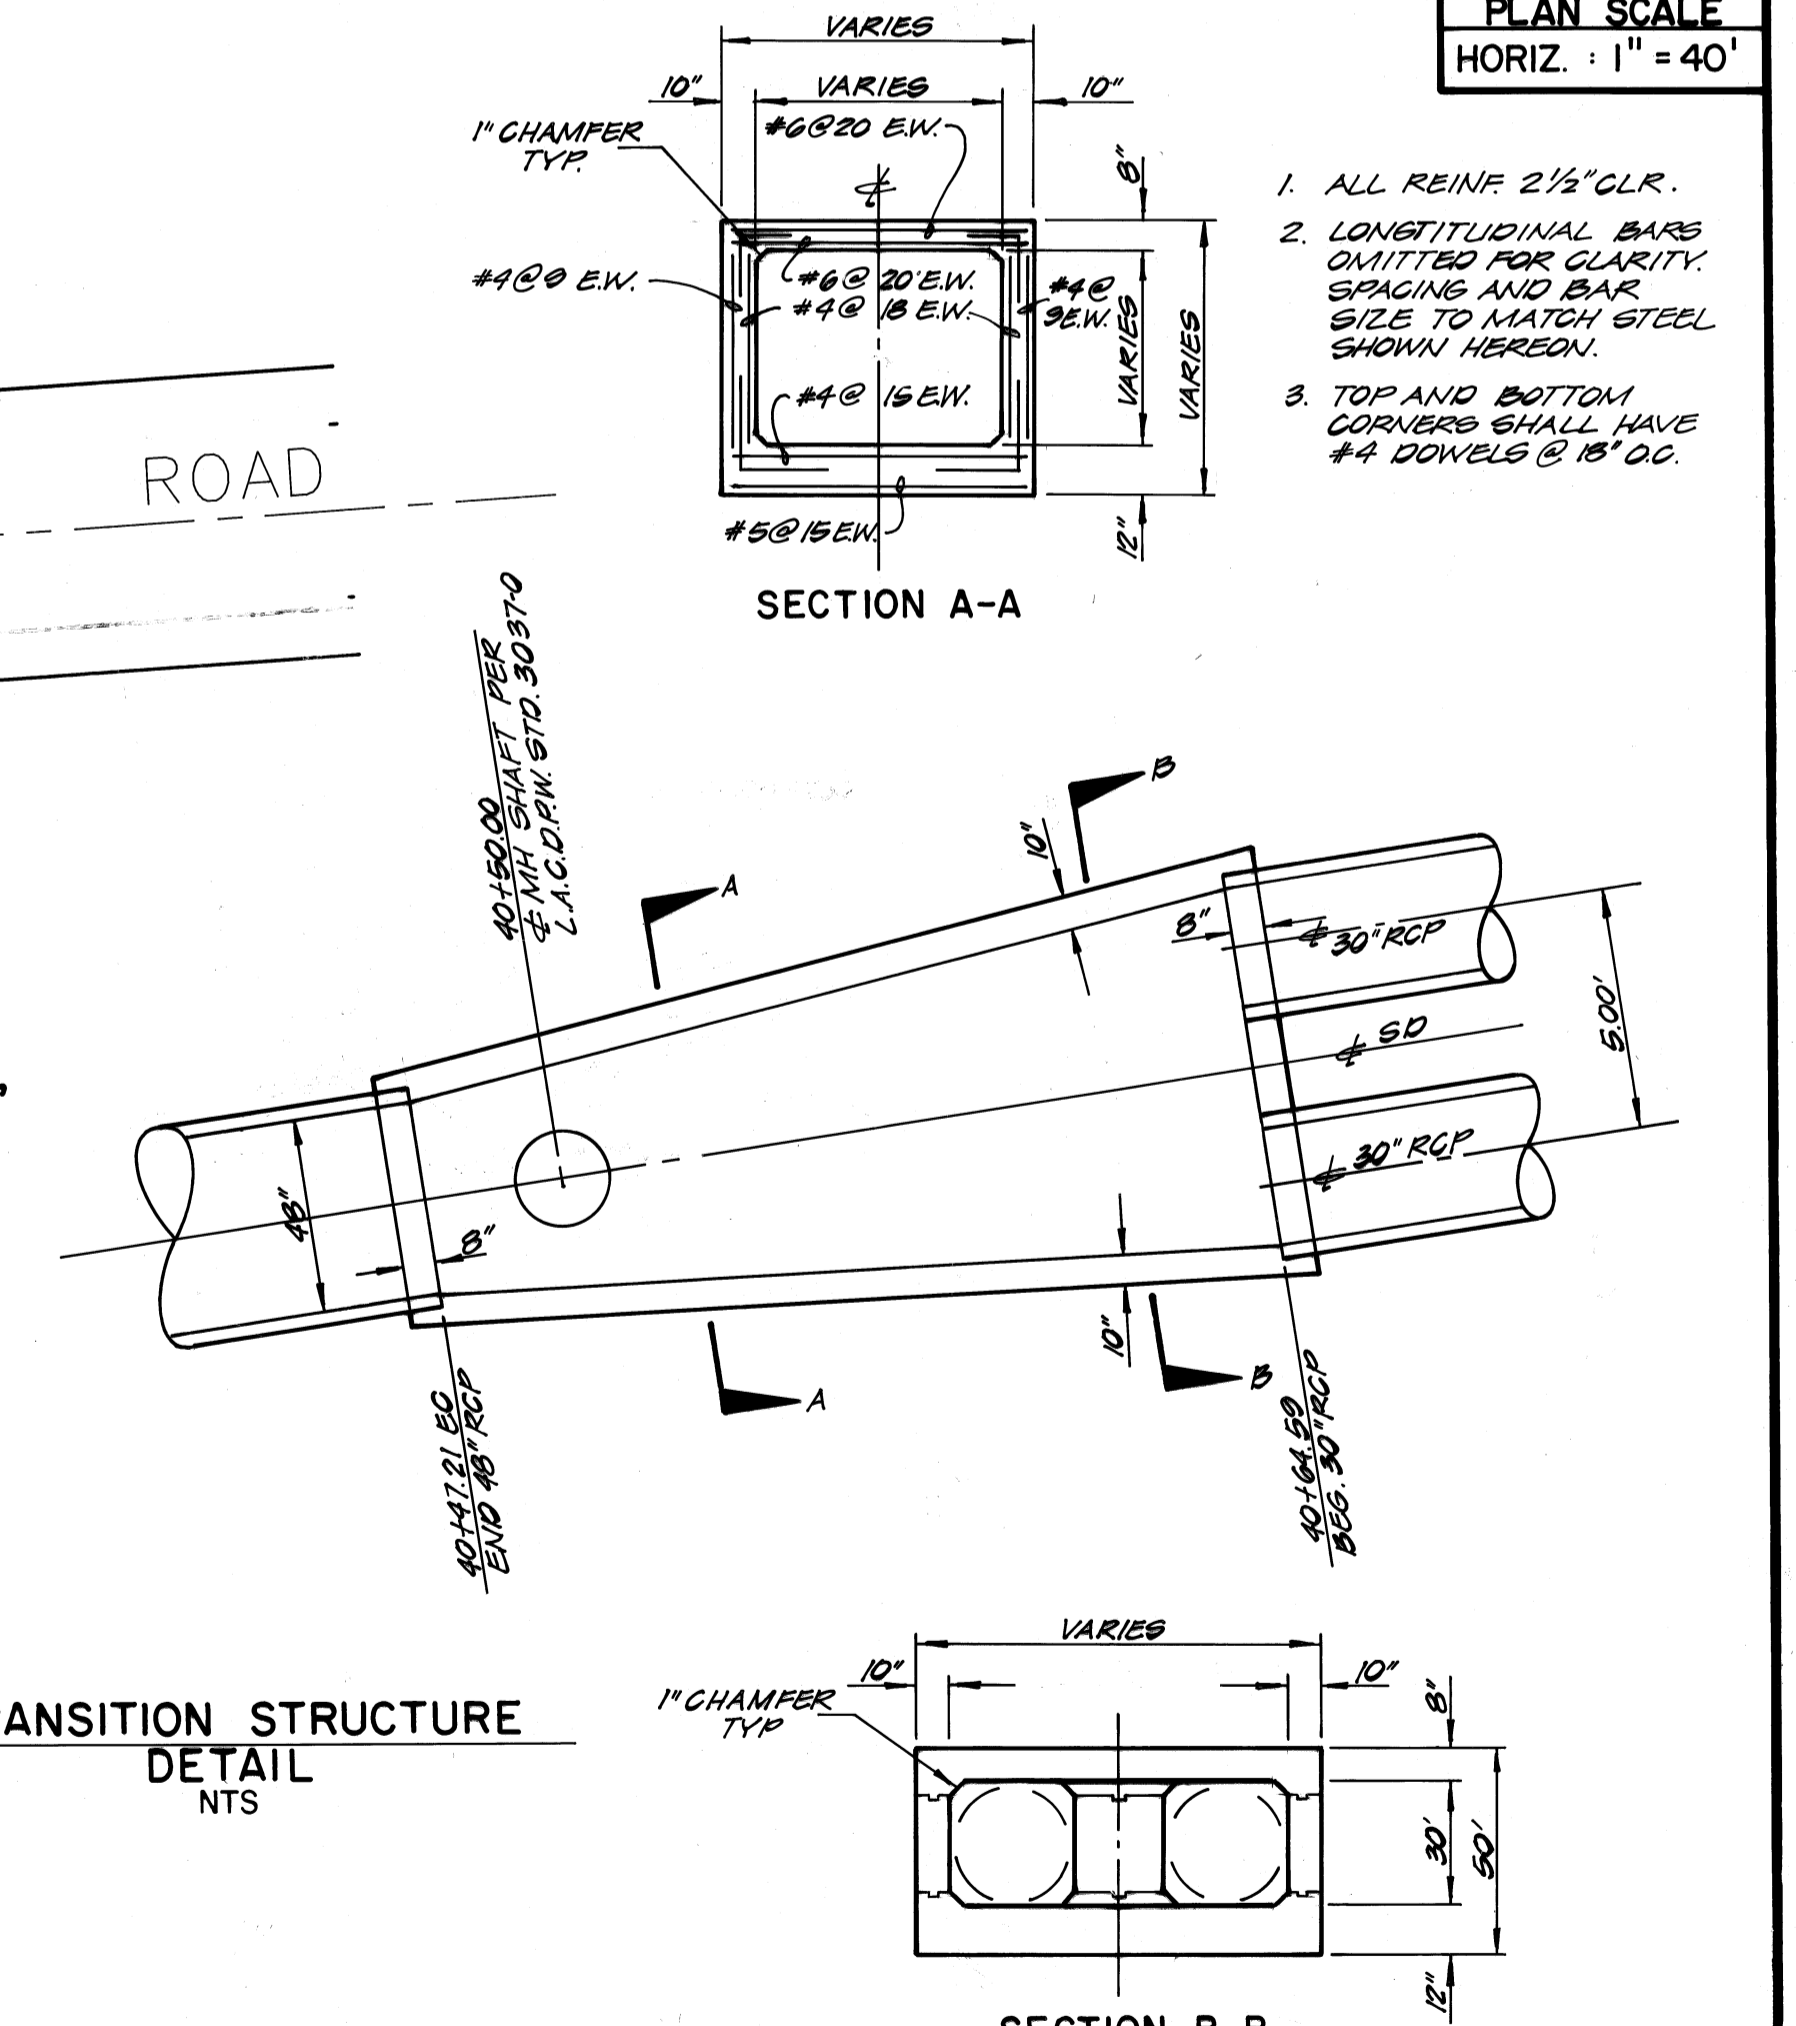 PLAN SCALE
HORIZ. : 1" = 40'
VARIES
10"
VARIES
10"
1" CHAMFER
TYP.
#6@20 E.W.
℄
8"
#4@9 E.W.
#6@ 20 E.W.
#4@ 18 E.W.
#4@
9E.W.
VARIES
VARIES
#4@ 15 E.W.
#5@15 E.W.
12"
SECTION A-A
1. ALL REINF. 2 1/2" CLR.
2. LONGTITUDINAL BARS
OMITTED FOR CLARITY.
SPACING AND BAR
SIZE TO MATCH STEEL
SHOWN HEREON.
3. TOP AND BOTTOM
CORNERS SHALL HAVE
#4 DOWELS @ 18" O.C.
ROAD
40+50.00
℄ MH SHAFT PER
L.A.C.D.P.W. STD. 3037-0
A
B
10"
8"
℄ 30" RCP
℄ SD
5.00'
℄ 30" RCP
48"
8"
10"
A
B
40+47.21 EC
END 48" RCP
40+64.59
BEG. 30" RCP
ANSITION STRUCTURE
DETAIL
NTS
VARIES
10"
10"
1" CHAMFER
TYP
8"
30'
50'
12"
SECTION B-B